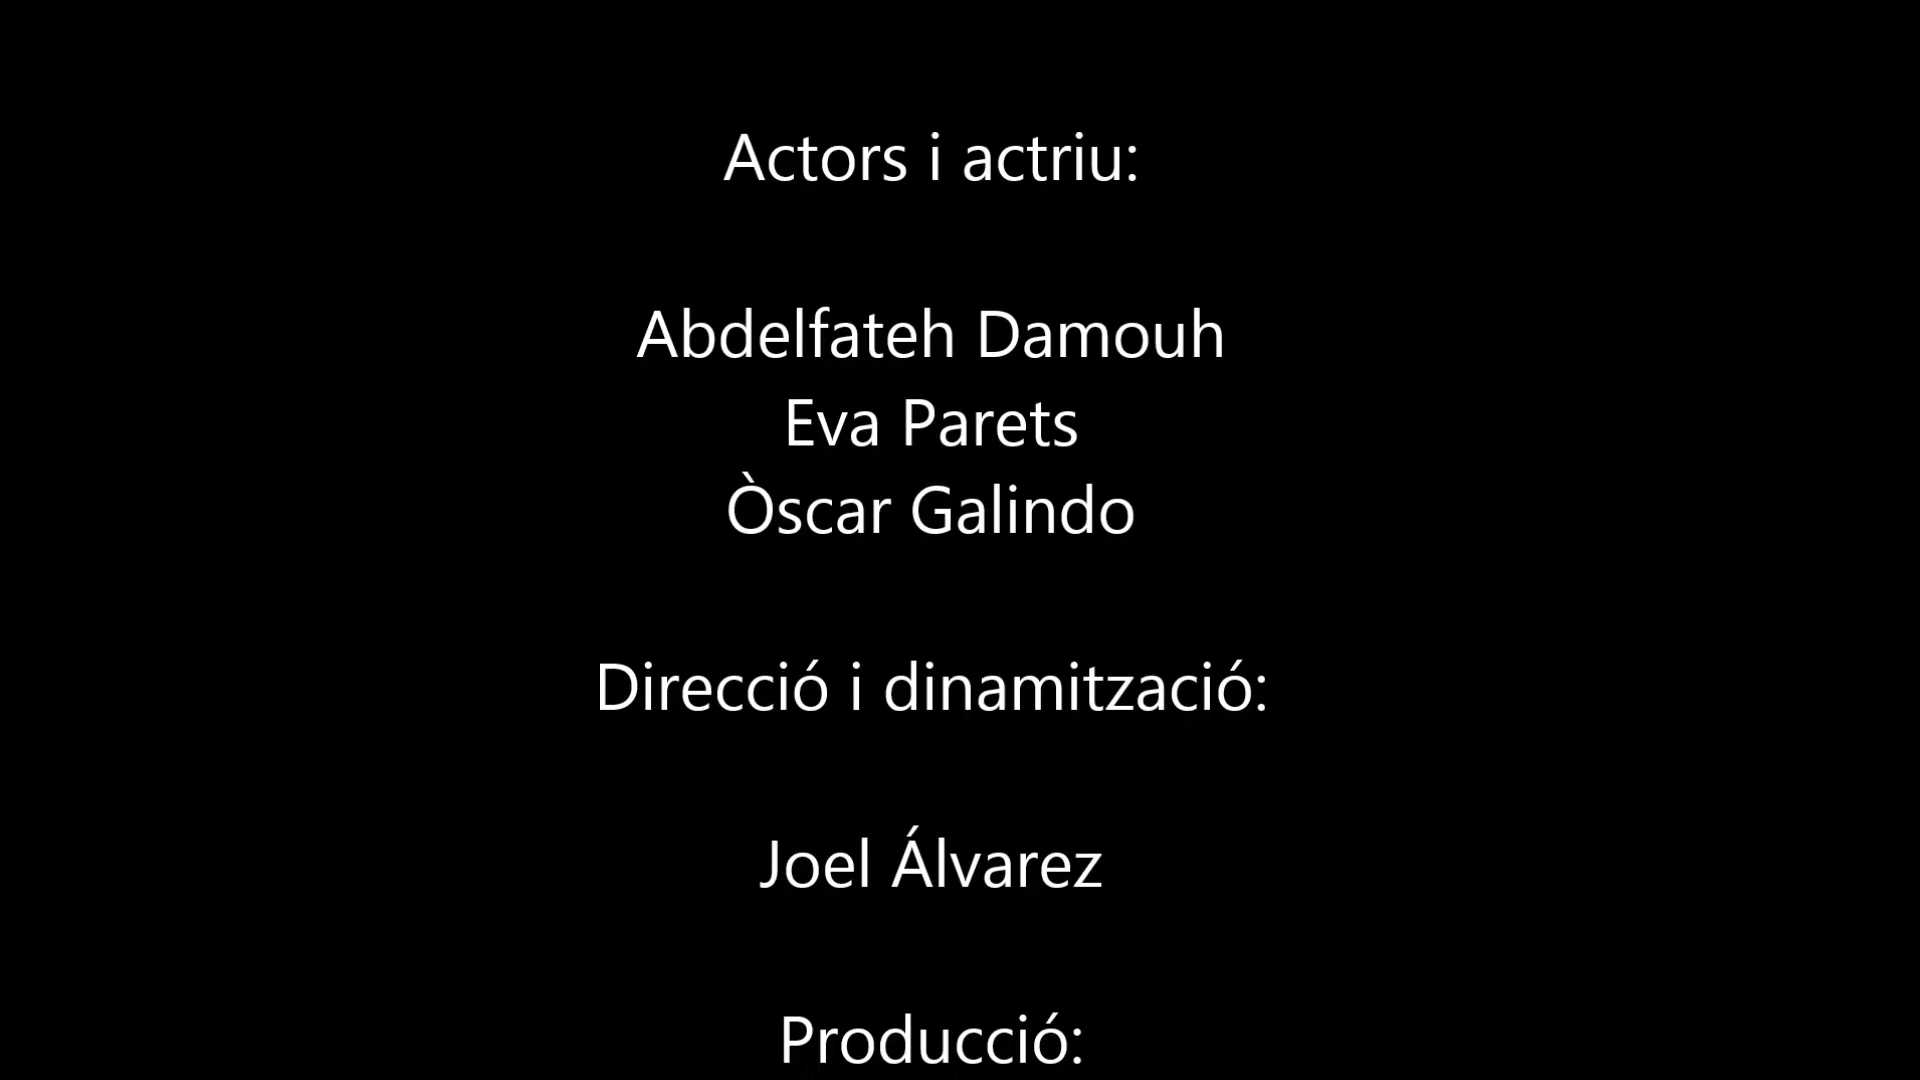 Actors i actriu:
Abdelfateh Damouh
Eva Parets
Òscar Galindo
Direcció i dinamització:
Joel Álvarez
Producció: